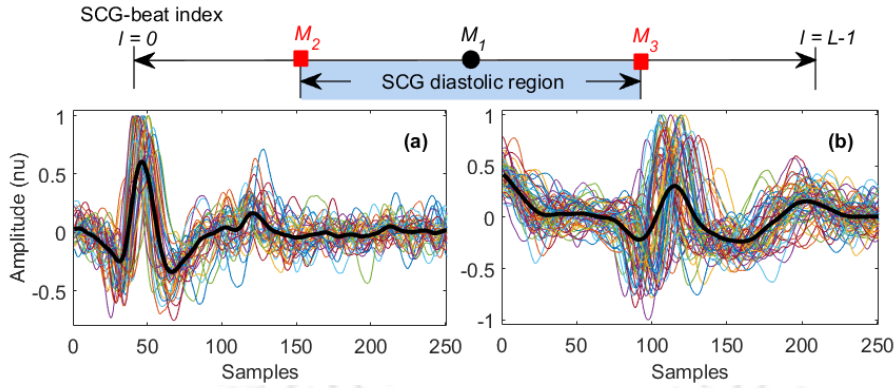 SCG-beat index
l = 0
M2
M1
M3
l = L-1
SCG diastolic region
(a)
(b)
Amplitude (nu)
1
0.5
0
-0.5
0 50 100 150 200 250
Samples
1
0.5
0
-0.5
-1
0 50 100 150 200 250
Samples